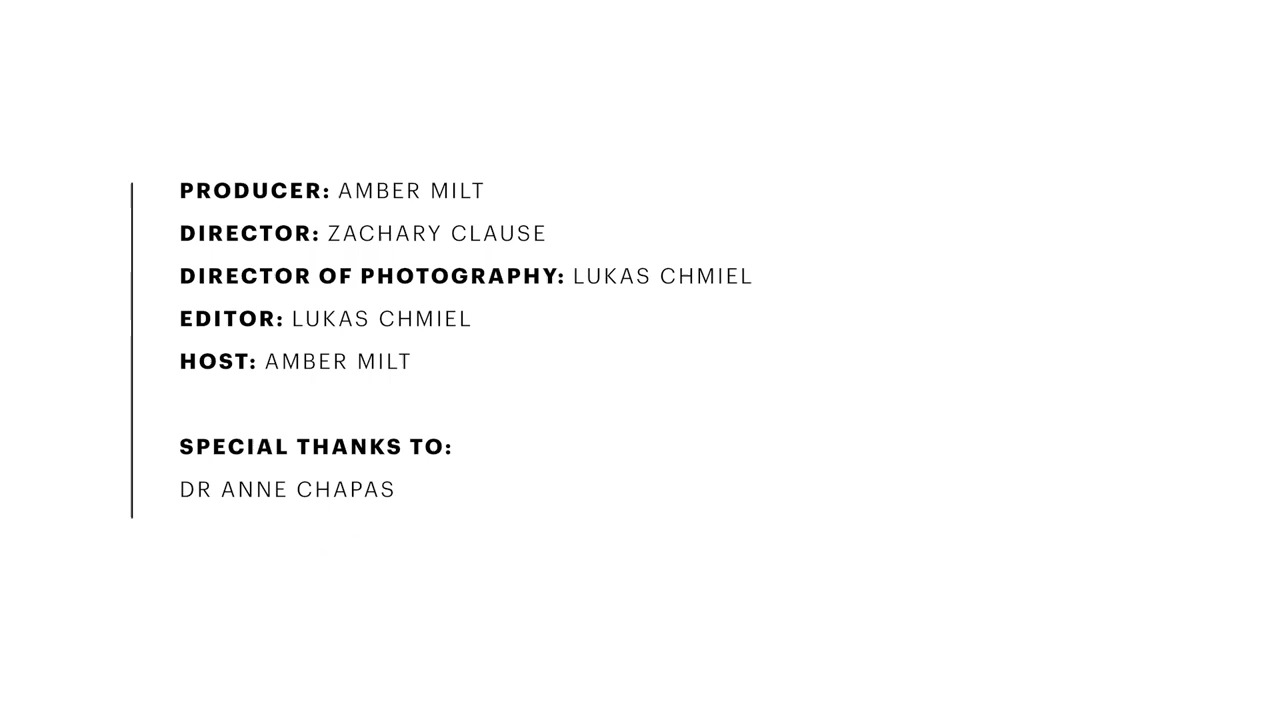 PRODUCER: AMBER MILT
DIRECTOR: ZACHARY CLAUSE
DIRECTOR OF PHOTOGRAPHY: LUKAS CHMIEL
EDITOR: LUKAS CHMIEL
HOST: AMBER MILT
SPECIAL THANKS TO:
DR ANNE CHAPAS